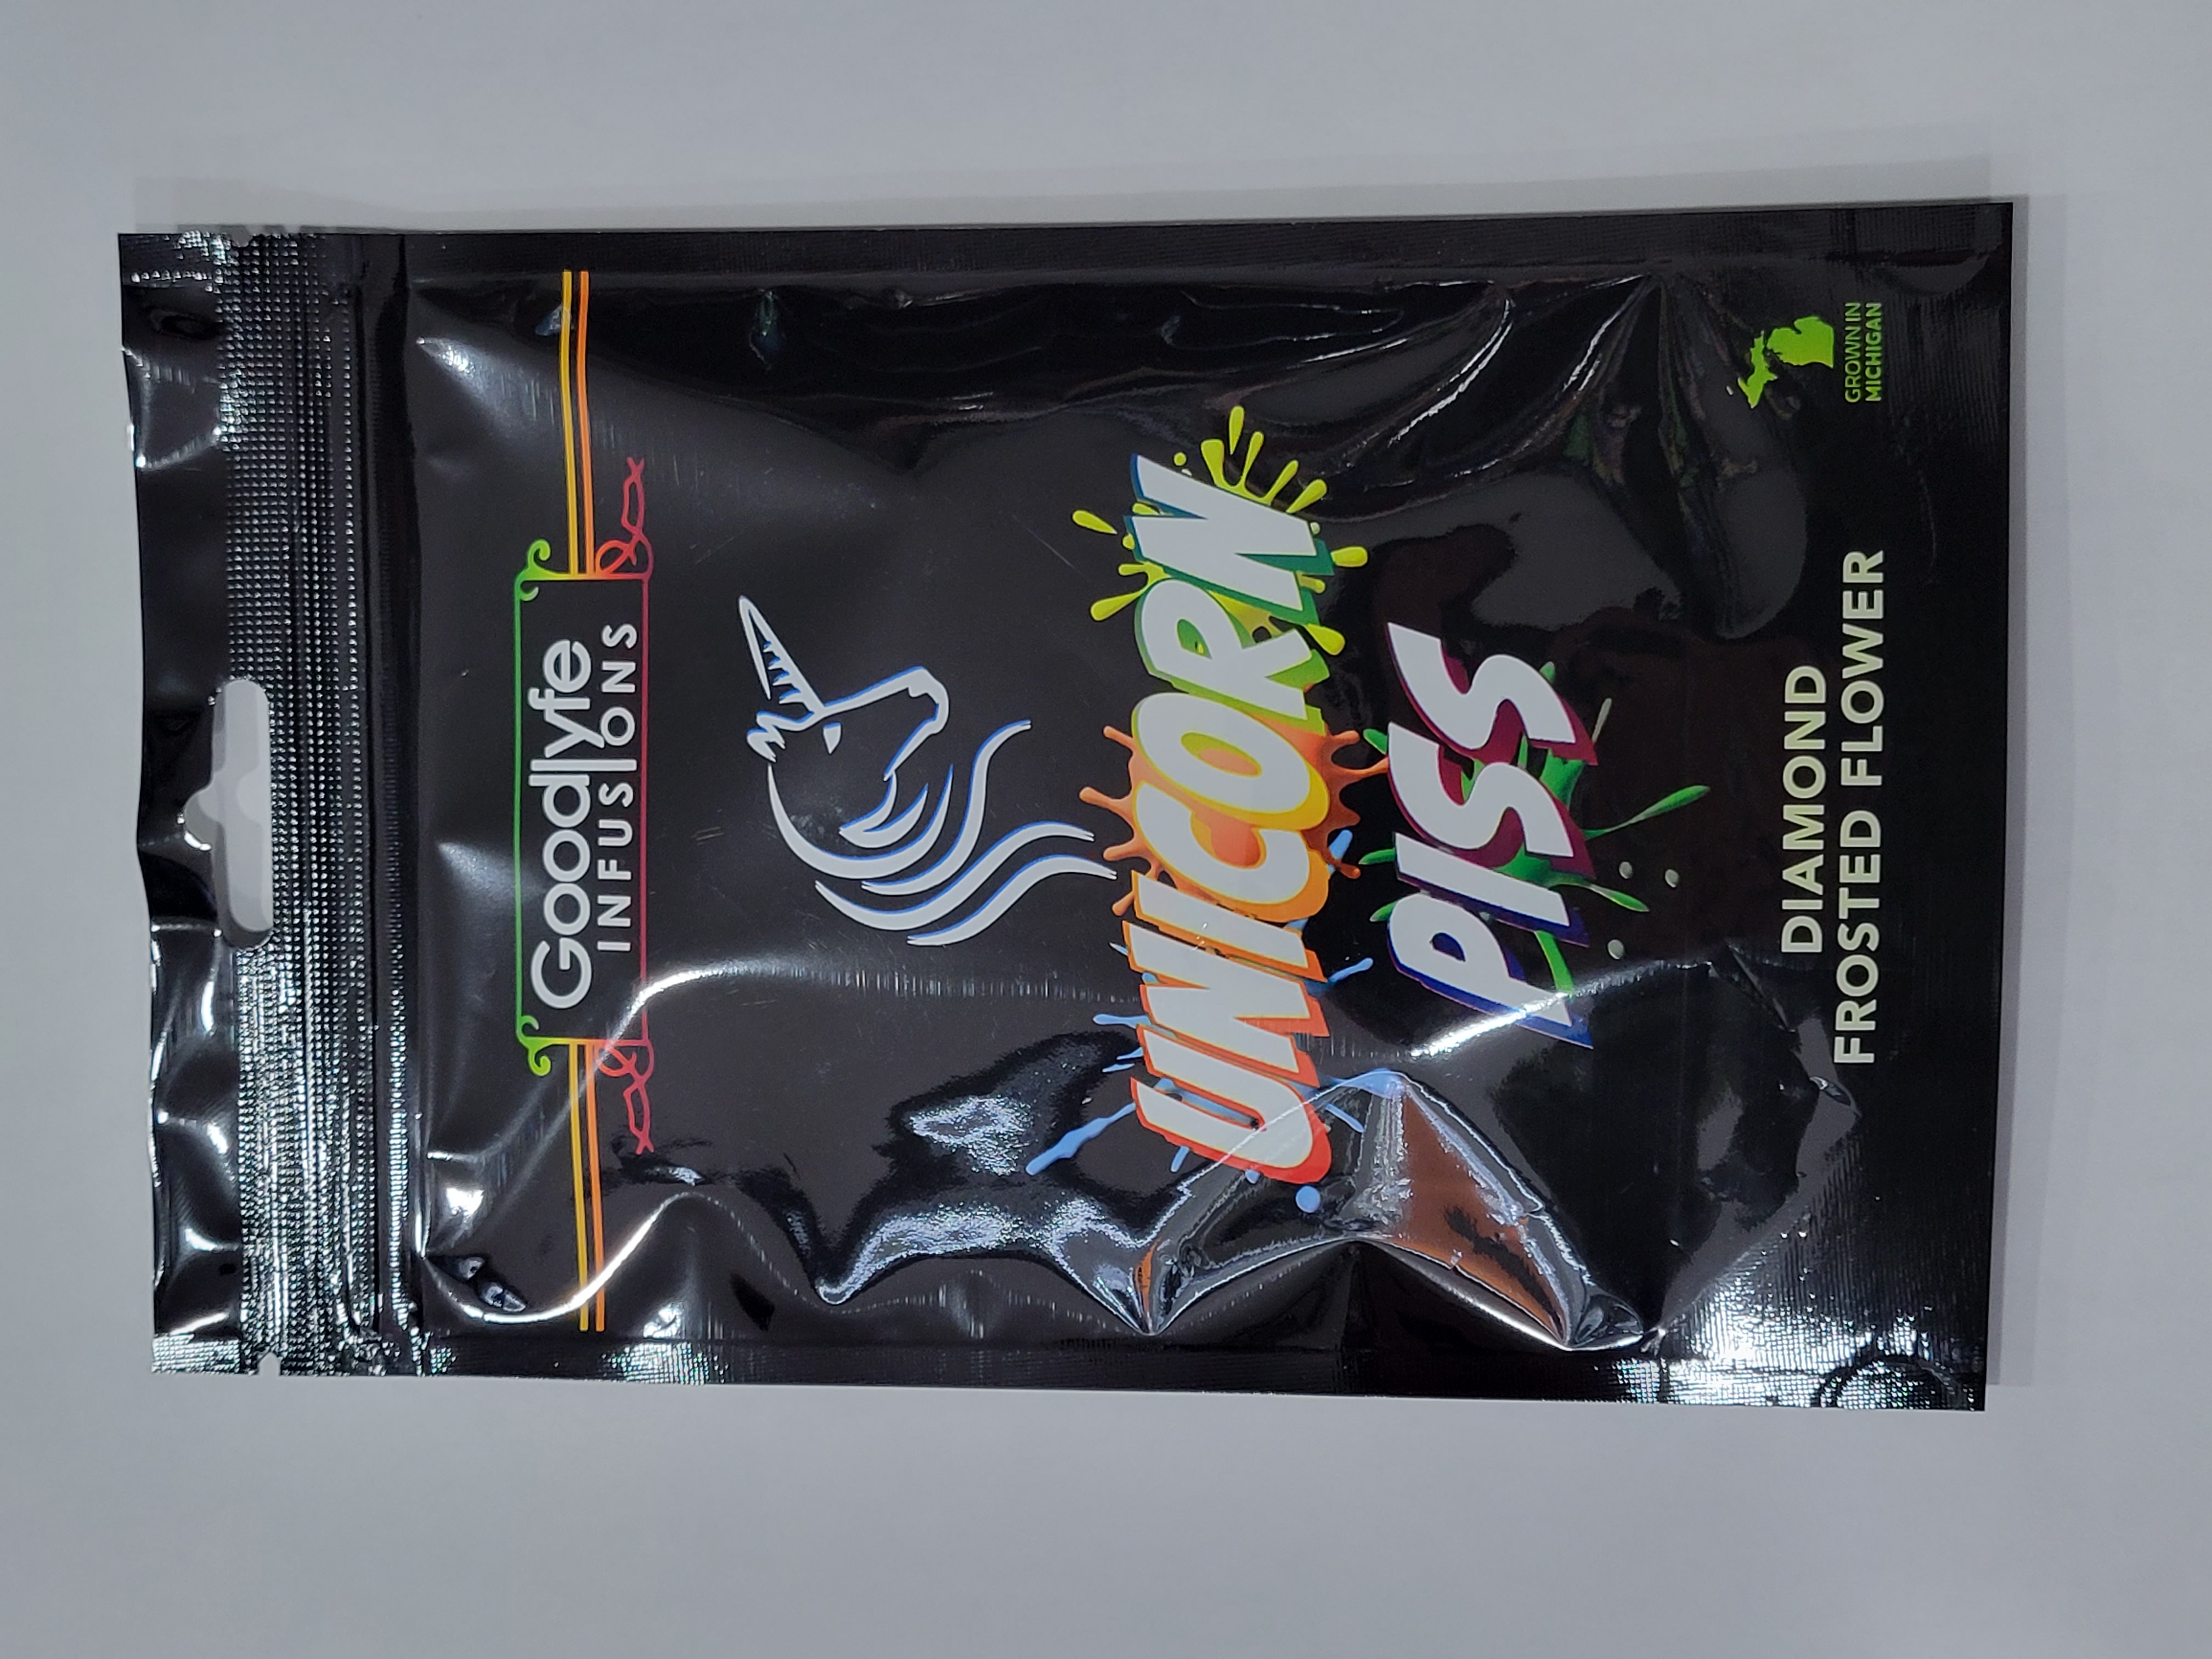 Goodlyfe
INFUSIONS
UNICORN
PISS
DIAMOND
FROSTED FLOWER
GROWN IN
MICHIGAN